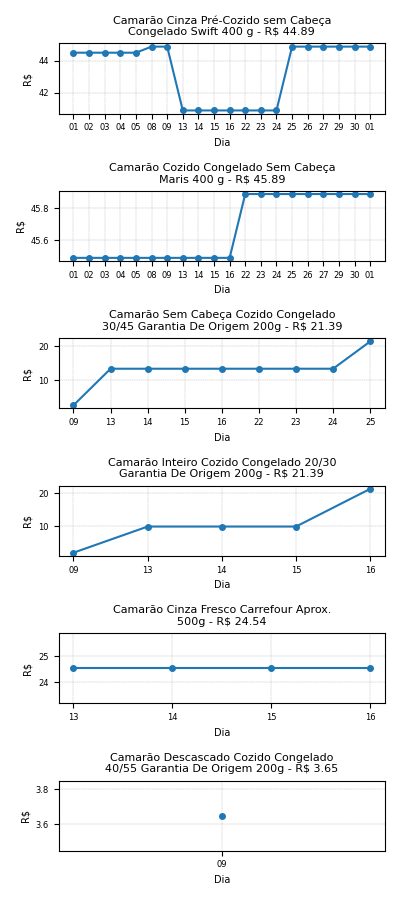 Camarão Cinza Pré-Cozido sem Cabeça
Congelado Swift 400 g - R$ 44.89
44
42
R$
01 02 03 04 05 08 09 13 14 15 16 22 23 24 25 26 27 29 30 01
Dia
Camarão Cozido Congelado Sem Cabeça
Maris 400 g - R$ 45.89
45.8
45.6
R$
01 02 03 04 05 08 09 13 14 15 16 22 23 24 25 26 27 29 30 01
Dia
Camarão Sem Cabeça Cozido Congelado
30/45 Garantia De Origem 200g - R$ 21.39
20
10
R$
09 13 14 15 16 22 23 24 25
Dia
Camarão Inteiro Cozido Congelado 20/30
Garantia De Origem 200g - R$ 21.39
20
10
R$
09 13 14 15 16
Dia
Camarão Cinza Fresco Carrefour Aprox.
500g - R$ 24.54
25
24
R$
13 14 15 16
Dia
Camarão Descascado Cozido Congelado
40/55 Garantia De Origem 200g - R$ 3.65
3.8
3.6
R$
09
Dia